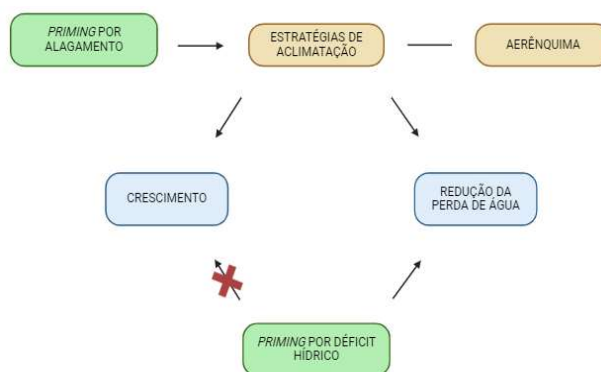 PRIMING POR
ALAGAMENTO
ESTRATÉGIAS DE
ACLIMATAÇÃO
AERÊNQUIMA
CRESCIMENTO
REDUÇÃO DA
PERDA DE ÁGUA
PRIMING POR DÉFICIT
HÍDRICO